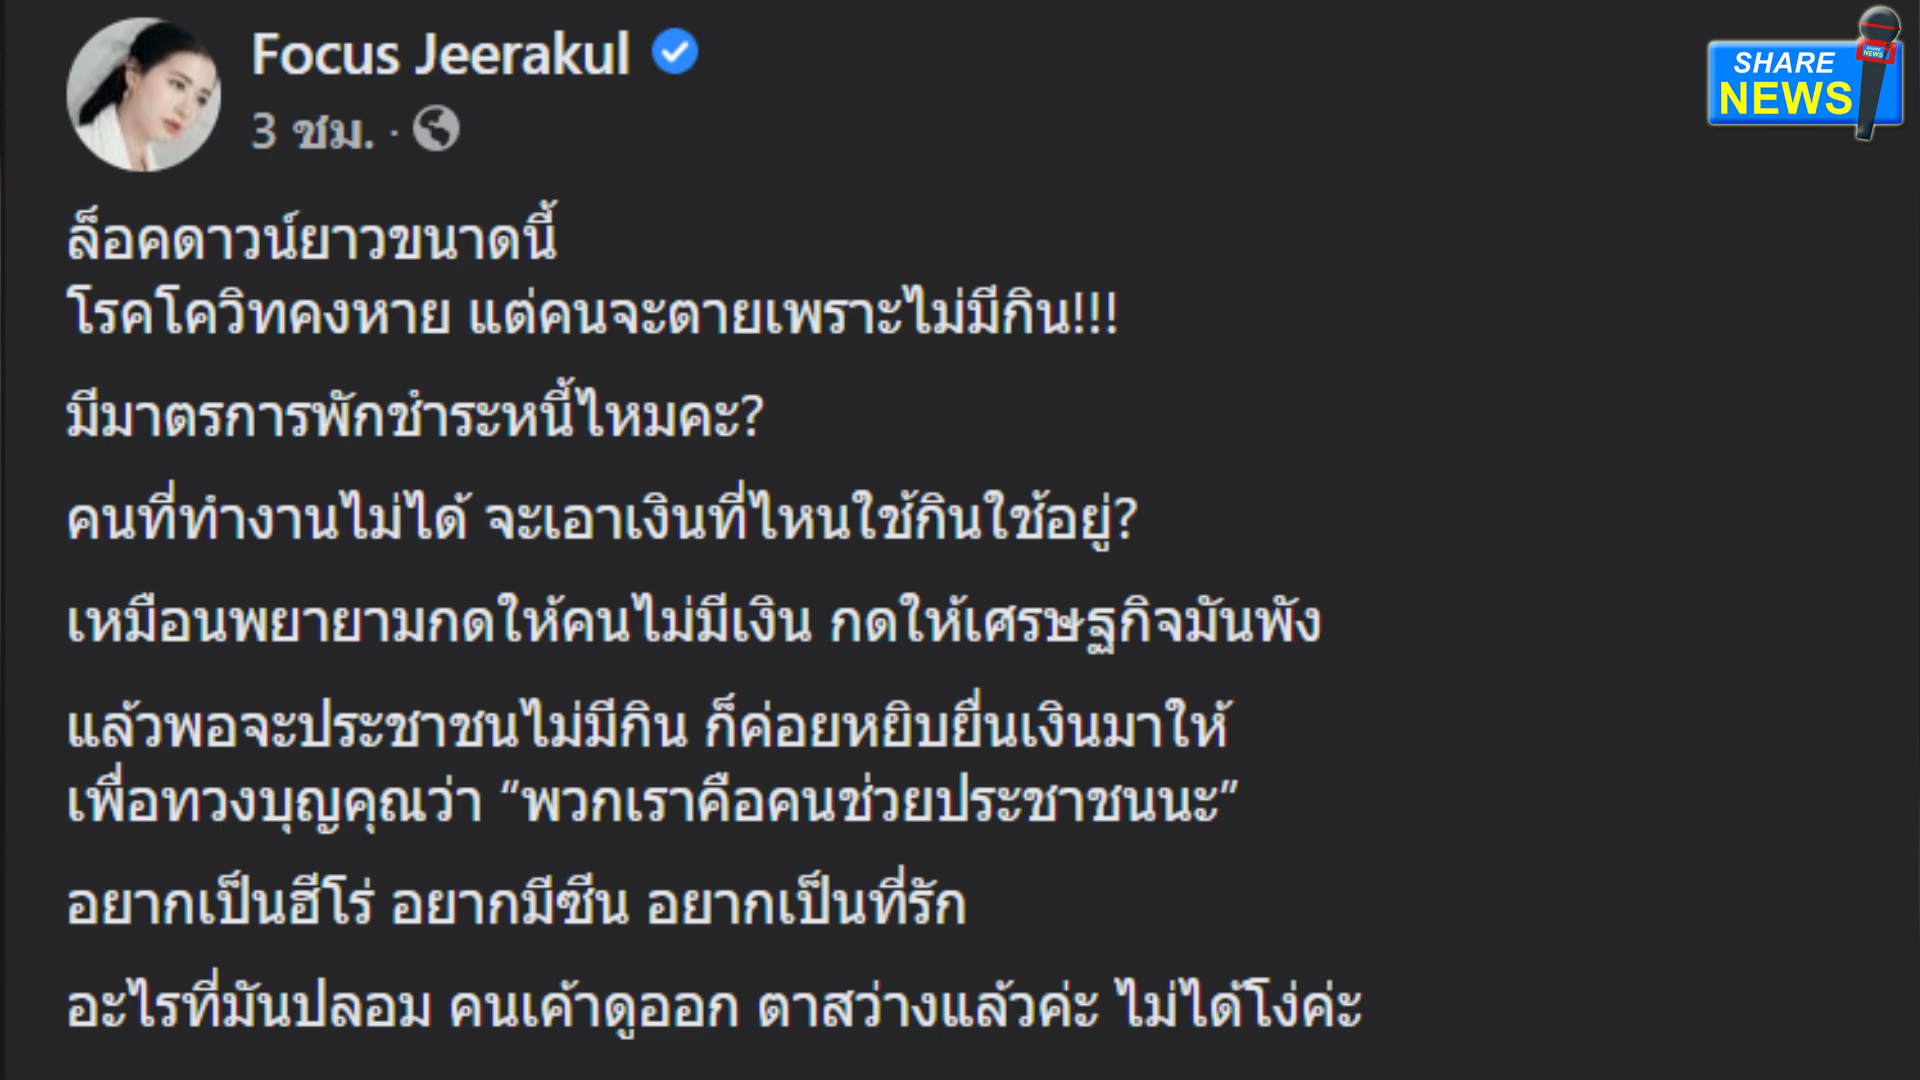 Focus Jeerakul
3 ชม. ·
SHARE
NEWS
SHARE
NEWS
ล็อคดาวน์ยาวขนาดนี้
โรคโควิทคงหาย แต่คนจะตายเพราะไม่มีกิน!!!
มีมาตรการพักชำระหนี้ไหมคะ?
คนที่ทำงานไม่ได้ จะเอาเงินที่ไหนใช้กินใช้อยู่?
เหมือนพยายามกดให้คนไม่มีเงิน กดให้เศรษฐกิจมันพัง
แล้วพอจะประชาชนไม่มีกิน ก็ค่อยหยิบยื่นเงินมาให้
เพื่อทวงบุญคุณว่า “พวกเราคือคนช่วยประชาชนนะ”
อยากเป็นฮีโร่ อยากมีซีน อยากเป็นที่รัก
อะไรที่มันปลอม คนเค้าดูออก ตาสว่างแล้วค่ะ ไม่ได้โง่ค่ะ